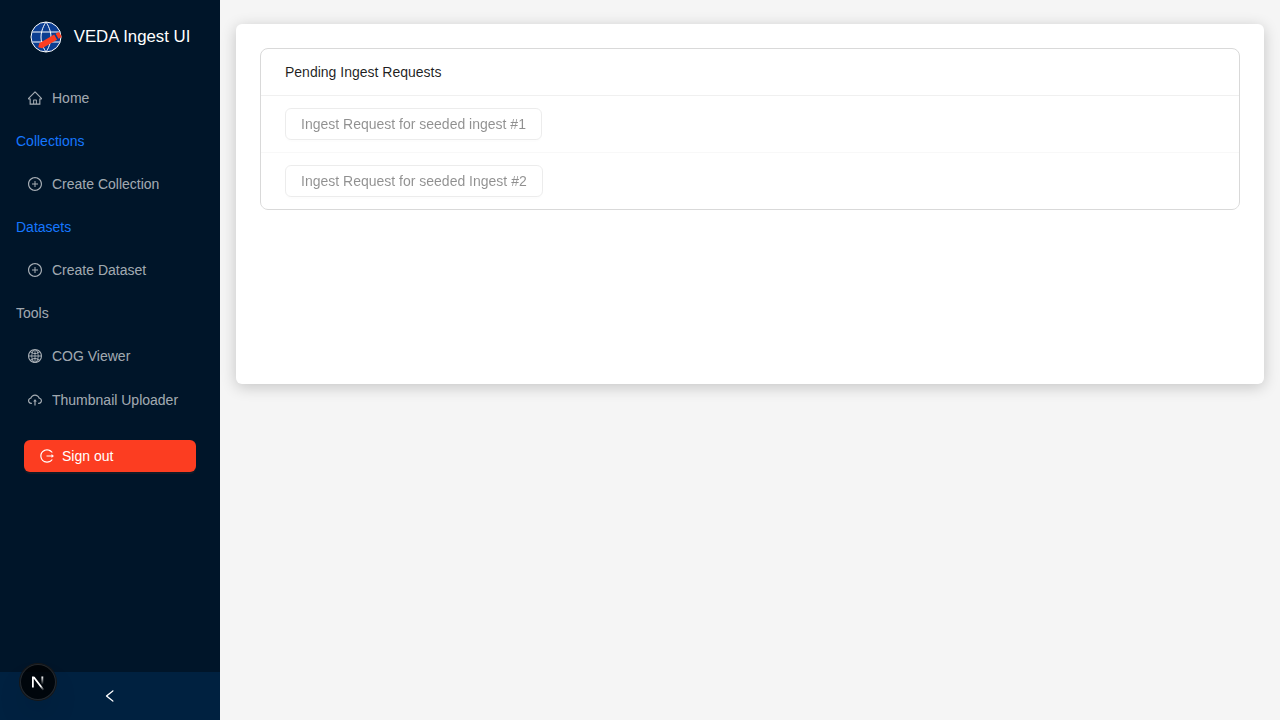 VEDA Ingest UI
Home
Collections
Create Collection
Datasets
Create Dataset
Tools
COG Viewer
Thumbnail Uploader
Sign out
N
Pending Ingest Requests
Ingest Request for seeded ingest #1
Ingest Request for seeded Ingest #2